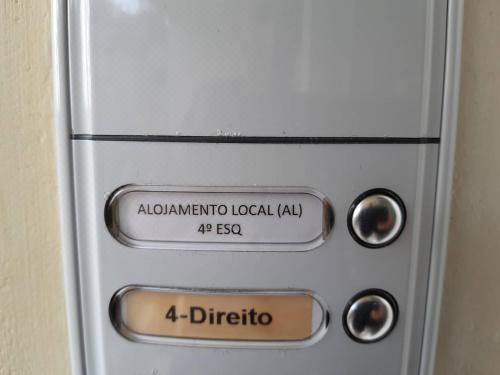 ALOJAMENTO LOCAL (AL)
4º ESQ
4-Direito